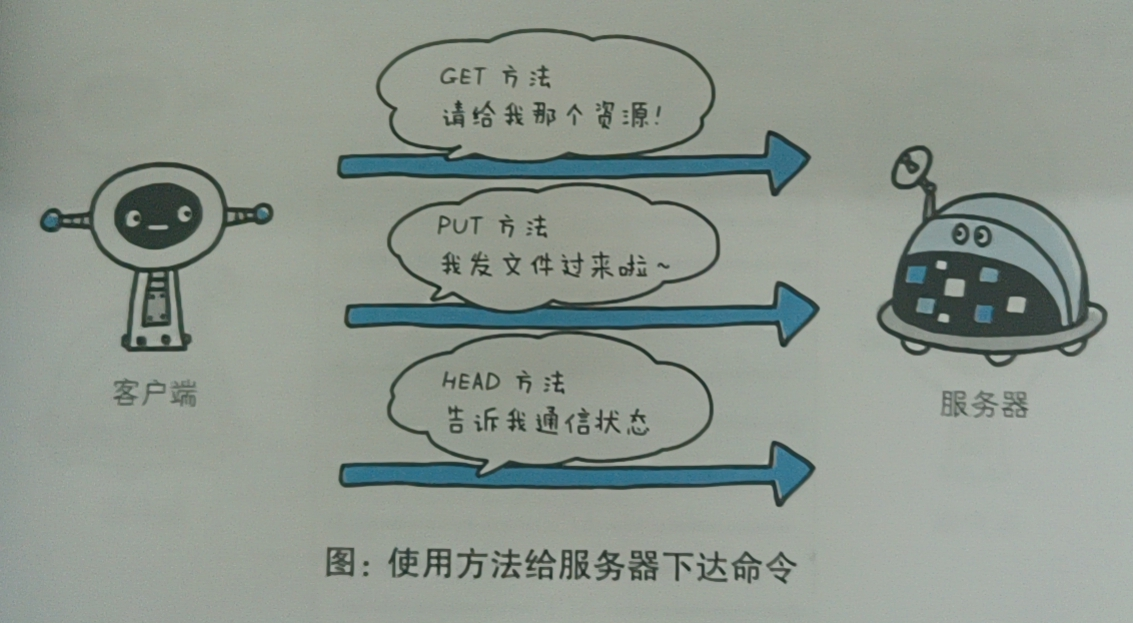 GET 方法
请给我那个资源!
PUT 方法
我发文件过来啦~
HEAD 方法
告诉我通信状态
客户端
服务器
图: 使用方法给服务器下达命令